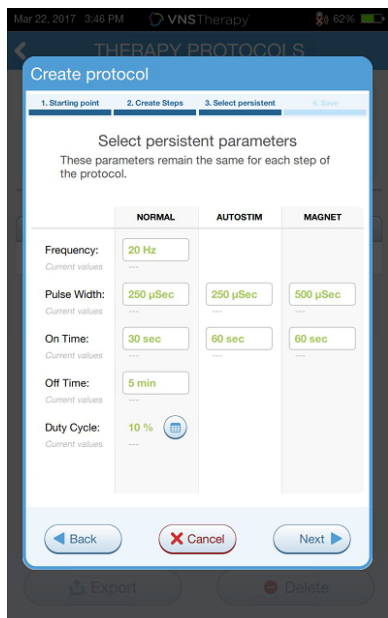 Mar 22, 2017 3:46 PM VNSTherapy 62%
THERAPY PROTOCOLS
Create protocol
1. Starting point 2. Create Steps 3. Select persistent 4. Save
Select persistent parameters
These parameters remain the same for each step of
the protocol.
NORMAL AUTOSTIM MAGNET
Frequency: 20 Hz
Current values ---
Pulse Width: 250 µSec 250 µSec 500 µSec
Current values --- --- ---
On Time: 30 sec 60 sec 60 sec
Current values --- --- ---
Off Time: 5 min
Current values ---
Duty Cycle: 10 %
Current values ---
Back Cancel Next
Export Delete